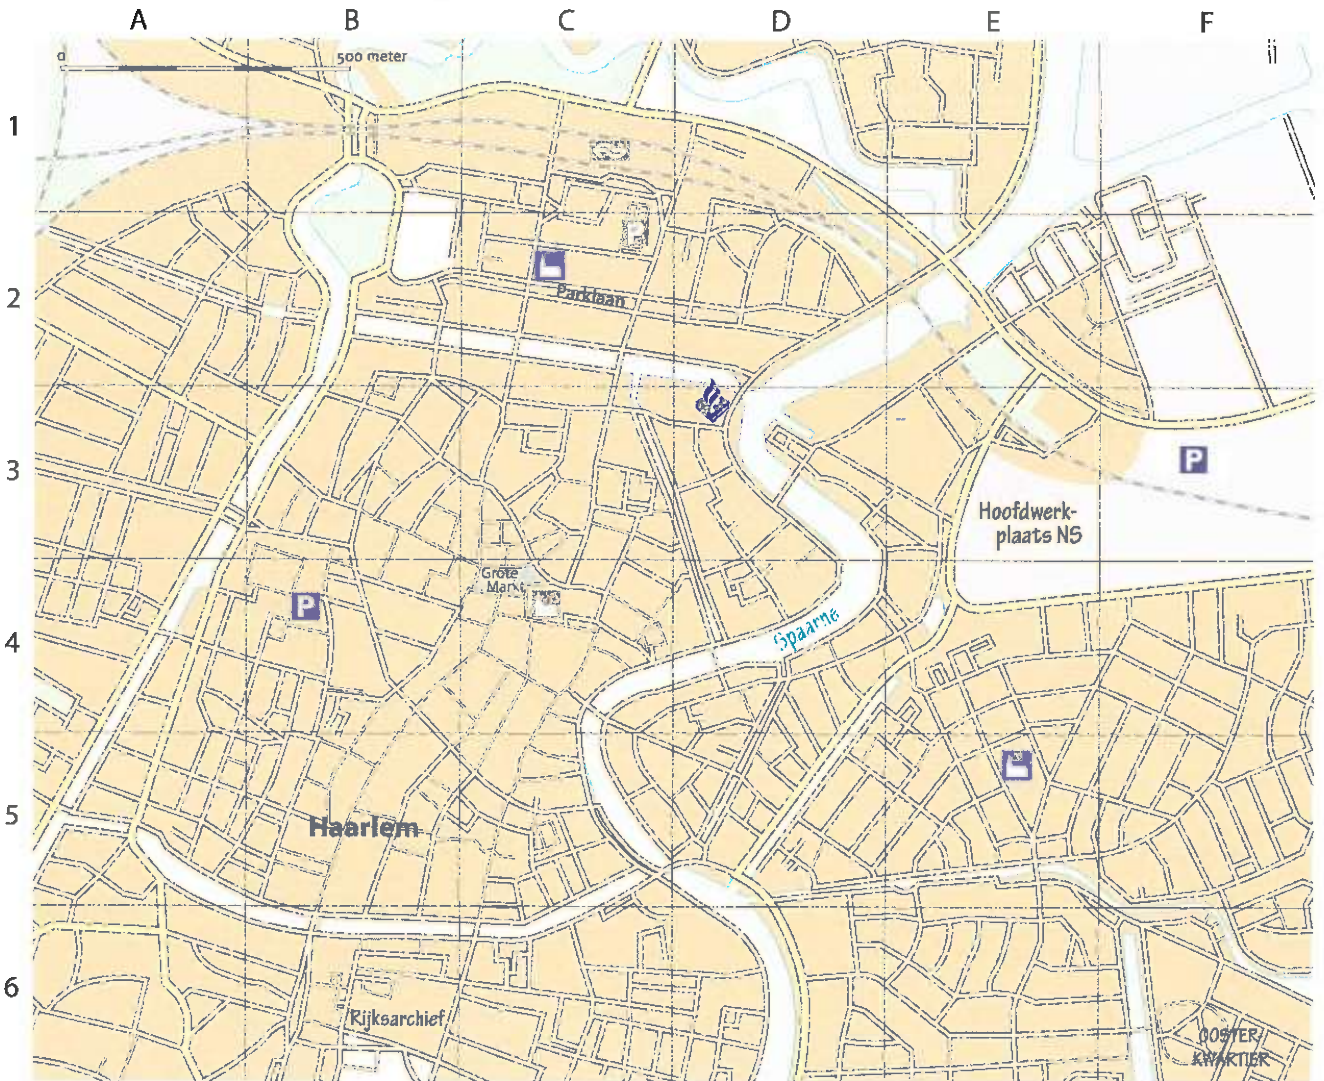 A B C D E F
0
500 meter
1
P
2
Parklaan
3
P
Hoofdwerk-
plaats NS
Grote
Markt
P
4
Spaarne
5
Haarlem
6
Rijksarchief
OOSTER-
KWARTIER